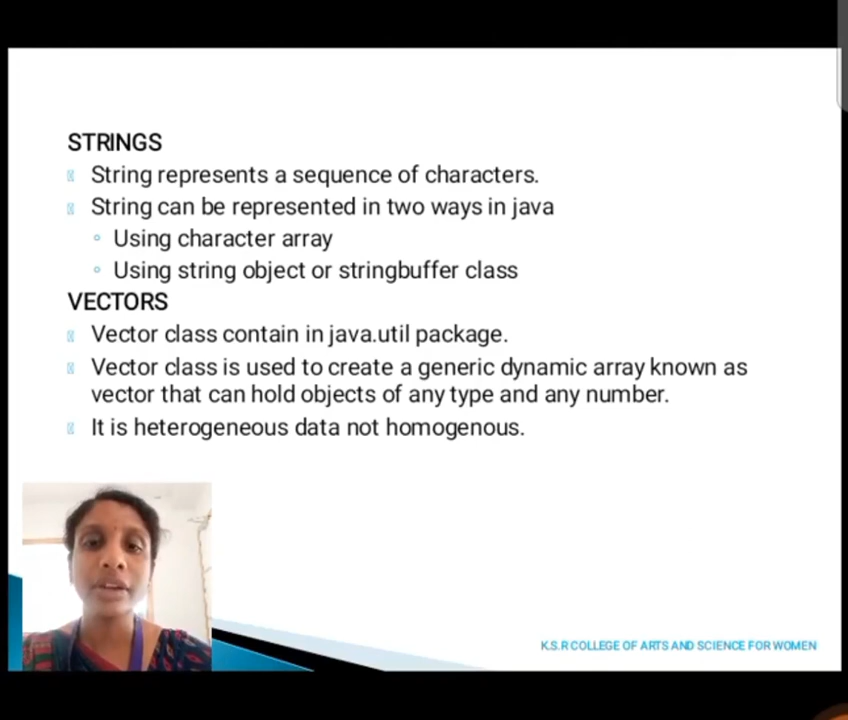 STRINGS
String represents a sequence of characters.
String can be represented in two ways in java
Using character array
Using string object or stringbuffer class
VECTORS
Vector class contain in java.util package.
Vector class is used to create a generic dynamic array known as
vector that can hold objects of any type and any number.
It is heterogeneous data not homogenous.
K.S.R COLLEGE OF ARTS AND SCIENCE FOR WOMEN